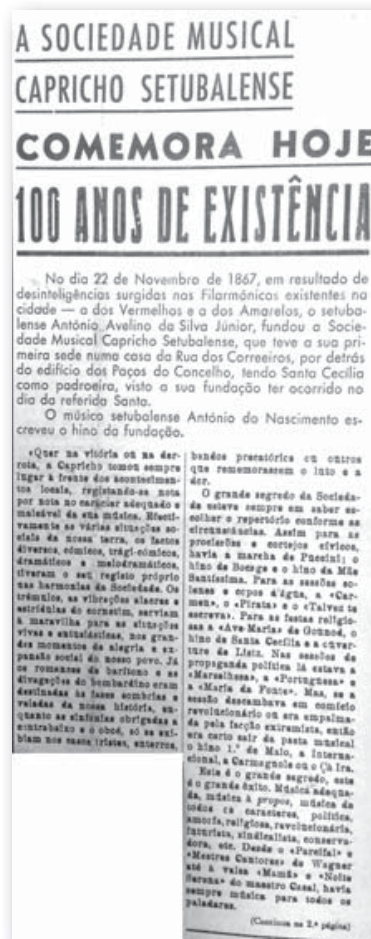 A SOCIEDADE MUSICAL
CAPRICHO SETUBALENSE
COMEMORA HOJE
100 ANOS DE EXISTÊNCIA
No dia 22 de Novembro de 1867, em resultado de
desinteligências surgidas nas Filarmónicas existentes na
cidade — a dos Vermelhos e a dos Amarelos, o setuba-
lense António Avelino da Silva Júnior, fundou a Socie-
dade Musical Capricho Setubalense, que teve a sua pri-
meira sede numa casa da Rua dos Correeiros, por detrás
do edifício dos Paços do Concelho, tendo Santa Cecília
como padroeira, visto a sua fundação ter ocorrido no
dia da referida Santa.
O músico setubalense António do Nascimento es-
creveu o hino da fundação.
«Quer na vitória ou na der-
rota, a Capricho tomou sempre
lugar à frente dos acontecimen-
tos locais, registando-se nota
por nota no carácter adequado e
maleável da sua música. Efecti-
vamente as várias situações so-
ciais da nossa terra, os factos
diversos, cómicos, trági-cómicos,
dramáticos e melodramáticos,
tiveram o seu registo próprio
nas harmonias da Sociedade. Os
trémulos, as vibrações
estridulas do cornetim, serviam
à maravilha para as situações
vivas e entusiásticas, nos gran-
des momentos de alegria e ex-
pansão social do nosso povo. Já
os romanses de barítono e as
divagações do bombardino eram
destinadas às fases sombrias e
veladas da nossa história, en-
quanto as sinfonias obrigadas a
contrabaixo e o oboé, só se exi-
biam nos casos tristes, enterros,
bandos precatórios ou outros
que rememorassem o luto e a
dor.
O grande segredo da Socieda-
de esteve sempre em saber es-
colher o repertório conforme as
circunstâncias. Assim para as
procissões e cortejos cívicos,
havia a marcha de Puccini; o
hino de Bocage e o hino da Mãe
Santíssima. Para as sessões so-
lenes e copos d'água, a «Car-
men», o «Pirata» e o «Talvez te
escreva». Para as festas religio-
sas a «Ave-Maria» de Gounod, o
hino de Santa Cecília e a ouver-
ture de Listz. Nas sessões de
propaganda política lá estava a
«Marselhesa», a «Portuguesa» e
a «Maria da Fonte». Mas, se a
sessão descambava em comício
revolucionário ou era empalma-
da pela facção extremista, então
era certo sair da pasta musical
o hino 1.º de Maio, a Interna-
cional, a Carmagnole ou o Çà Ira.
Este é o grande segredo, este
é o grande êxito. Música adequa-
da, música à propos, música de
todos os caracteres, política,
amorfa, religiosa, revolucionária,
futurista, sindicalista, conserva-
dora, etc. Desde o «Parsifal» e
«Mestres Cantores» de Wagner
até à valsa «Mamã» e «Noite
Serena» do maestro Casal, havia
sempre música para todos os
paladares.
(Continua na 2.ª página)